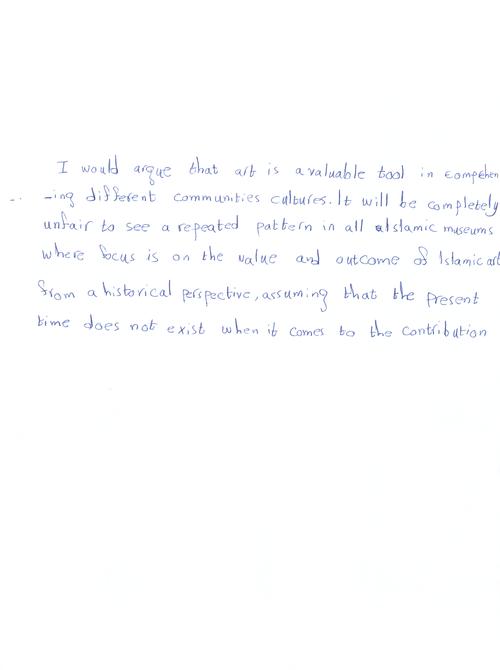 I would argue that art is a valuable tool in compehen
-ing different communities cultures. It will be completely
unfair to see a repeated pattern in all Islamic museums
where focus is on the value and outcome of Islamic art
from a historical perspective, assuming that the present
time does not exist when it comes to the contribution